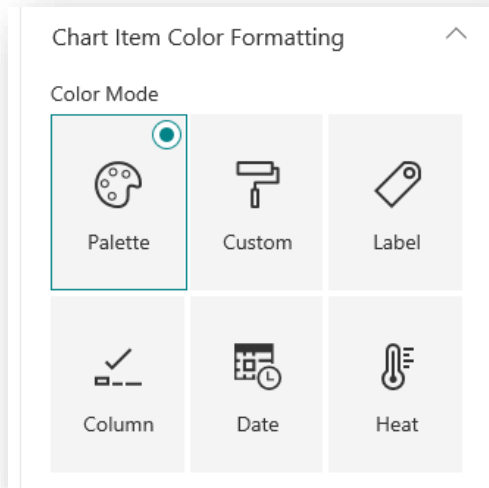 Chart Item Color Formatting
Color Mode
Palette
Custom
Label
Column
Date
Heat